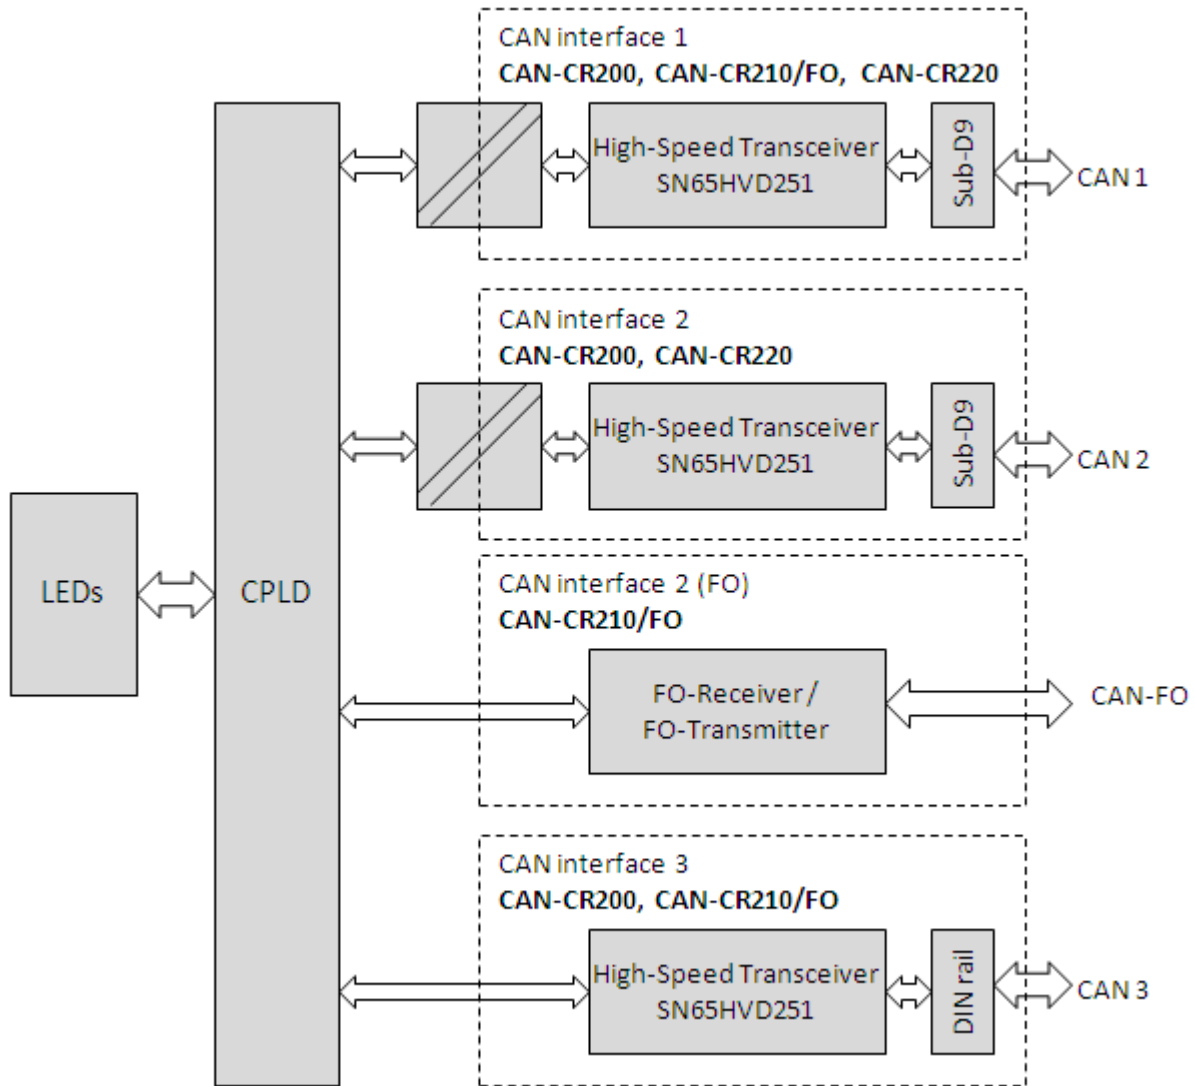 CAN interface 1
CAN-CR200, CAN-CR210/FO, CAN-CR220
High-Speed Transceiver
SN65HVD251
Sub-D9
CAN 1
CAN interface 2
CAN-CR200, CAN-CR220
High-Speed Transceiver
SN65HVD251
Sub-D9
CAN 2
LEDs
CPLD
CAN interface 2 (FO)
CAN-CR210/FO
FO-Receiver /
FO-Transmitter
CAN-FO
CAN interface 3
CAN-CR200, CAN-CR210/FO
High-Speed Transceiver
SN65HVD251
DIN rail
CAN 3